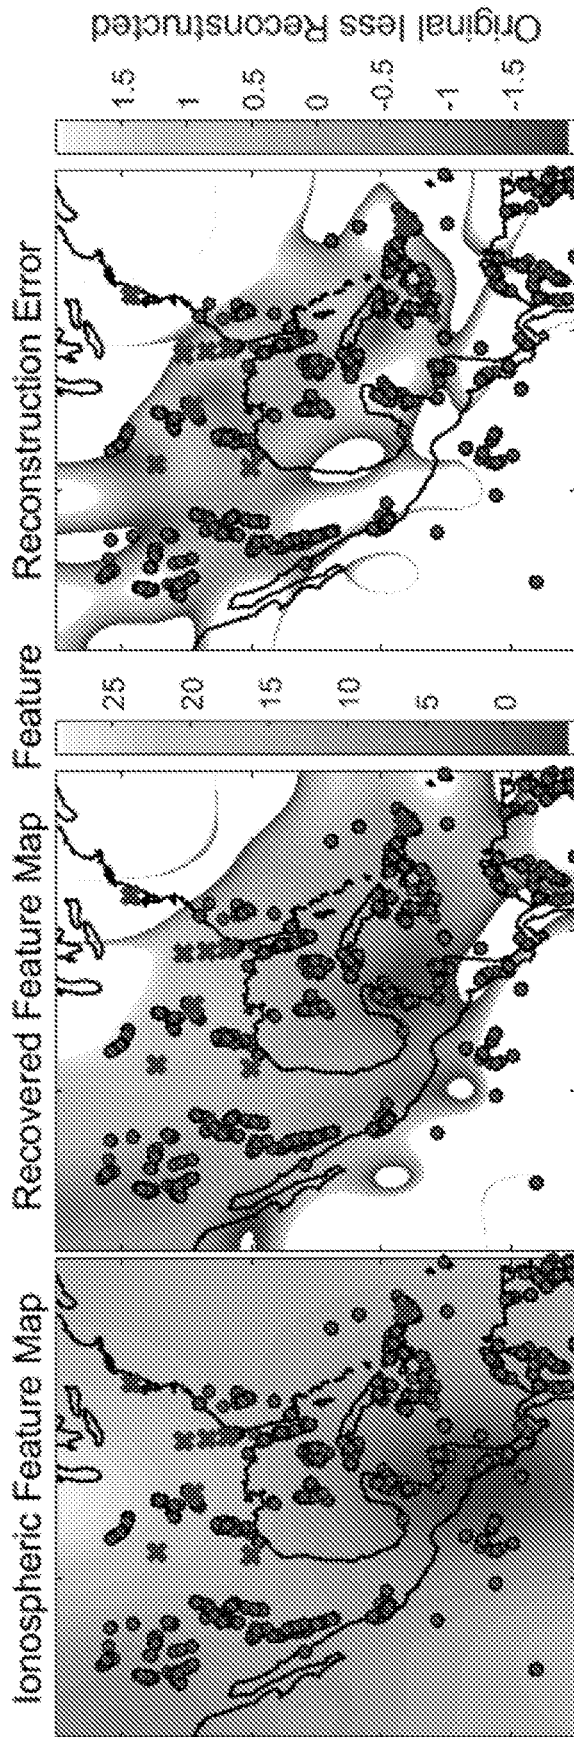 Ionospheric Feature Map
Recovered Feature Map
Feature
25
20
15
10
5
0
Reconstruction Error
1.5
1
0.5
0
-0.5
-1
-1.5
Original less Reconstructed